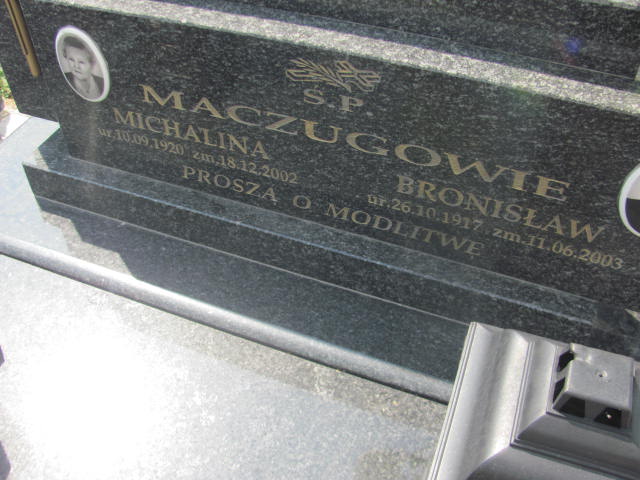 S.P.
MACZUGOWIE
MICHALINA
ur.10.09.1920 zm.18.12.2002
BRONISŁAW
ur.26.10.1917 zm.11.06.2003
PROSZĄ O MODLITWĘ